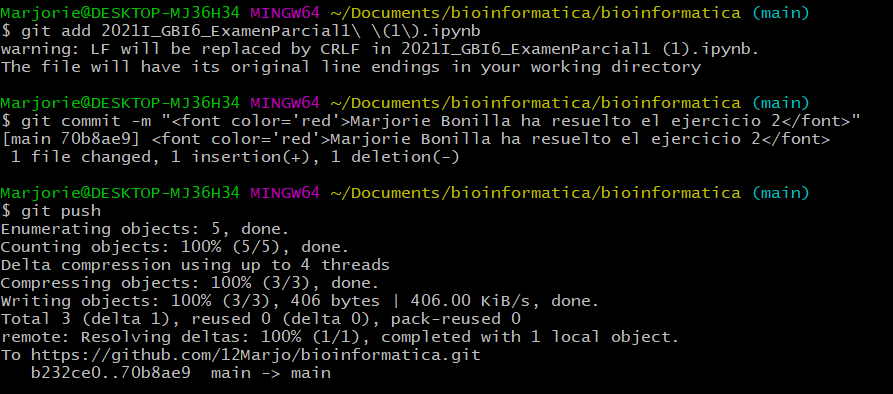 Marjorie@DESKTOP-MJ36H34 MINGW64 ~/Documents/bioinformatica/bioinformatica (main)
$ git add 2021I_GBI6_ExamenParcial1\ \(1\).ipynb
warning: LF will be replaced by CRLF in 2021I_GBI6_ExamenParcial1 (1).ipynb.
The file will have its original line endings in your working directory
Marjorie@DESKTOP-MJ36H34 MINGW64 ~/Documents/bioinformatica/bioinformatica (main)
$ git commit -m "<font color='red'>Marjorie Bonilla ha resuelto el ejercicio 2</font>"
[main 70b8ae9] <font color='red'>Marjorie Bonilla ha resuelto el ejercicio 2</font>
 1 file changed, 1 insertion(+), 1 deletion(-)
Marjorie@DESKTOP-MJ36H34 MINGW64 ~/Documents/bioinformatica/bioinformatica (main)
$ git push
Enumerating objects: 5, done.
Counting objects: 100% (5/5), done.
Delta compression using up to 4 threads
Compressing objects: 100% (3/3), done.
Writing objects: 100% (3/3), 406 bytes | 406.00 KiB/s, done.
Total 3 (delta 1), reused 0 (delta 0), pack-reused 0
remote: Resolving deltas: 100% (1/1), completed with 1 local object.
To https://github.com/12Marjo/bioinformatica.git
   b232ce0..70b8ae9  main -> main